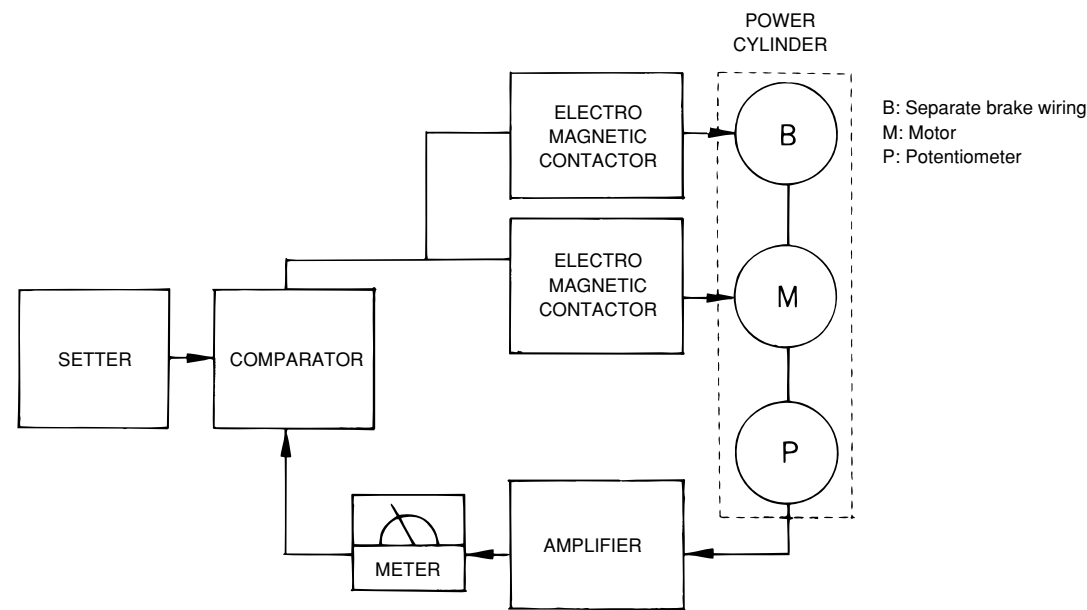 POWER
CYLINDER
ELECTRO
MAGNETIC
CONTACTOR
B
B: Separate brake wiring
M: Motor
P: Potentiometer
ELECTRO
MAGNETIC
CONTACTOR
M
SETTER
COMPARATOR
P
AMPLIFIER
METER